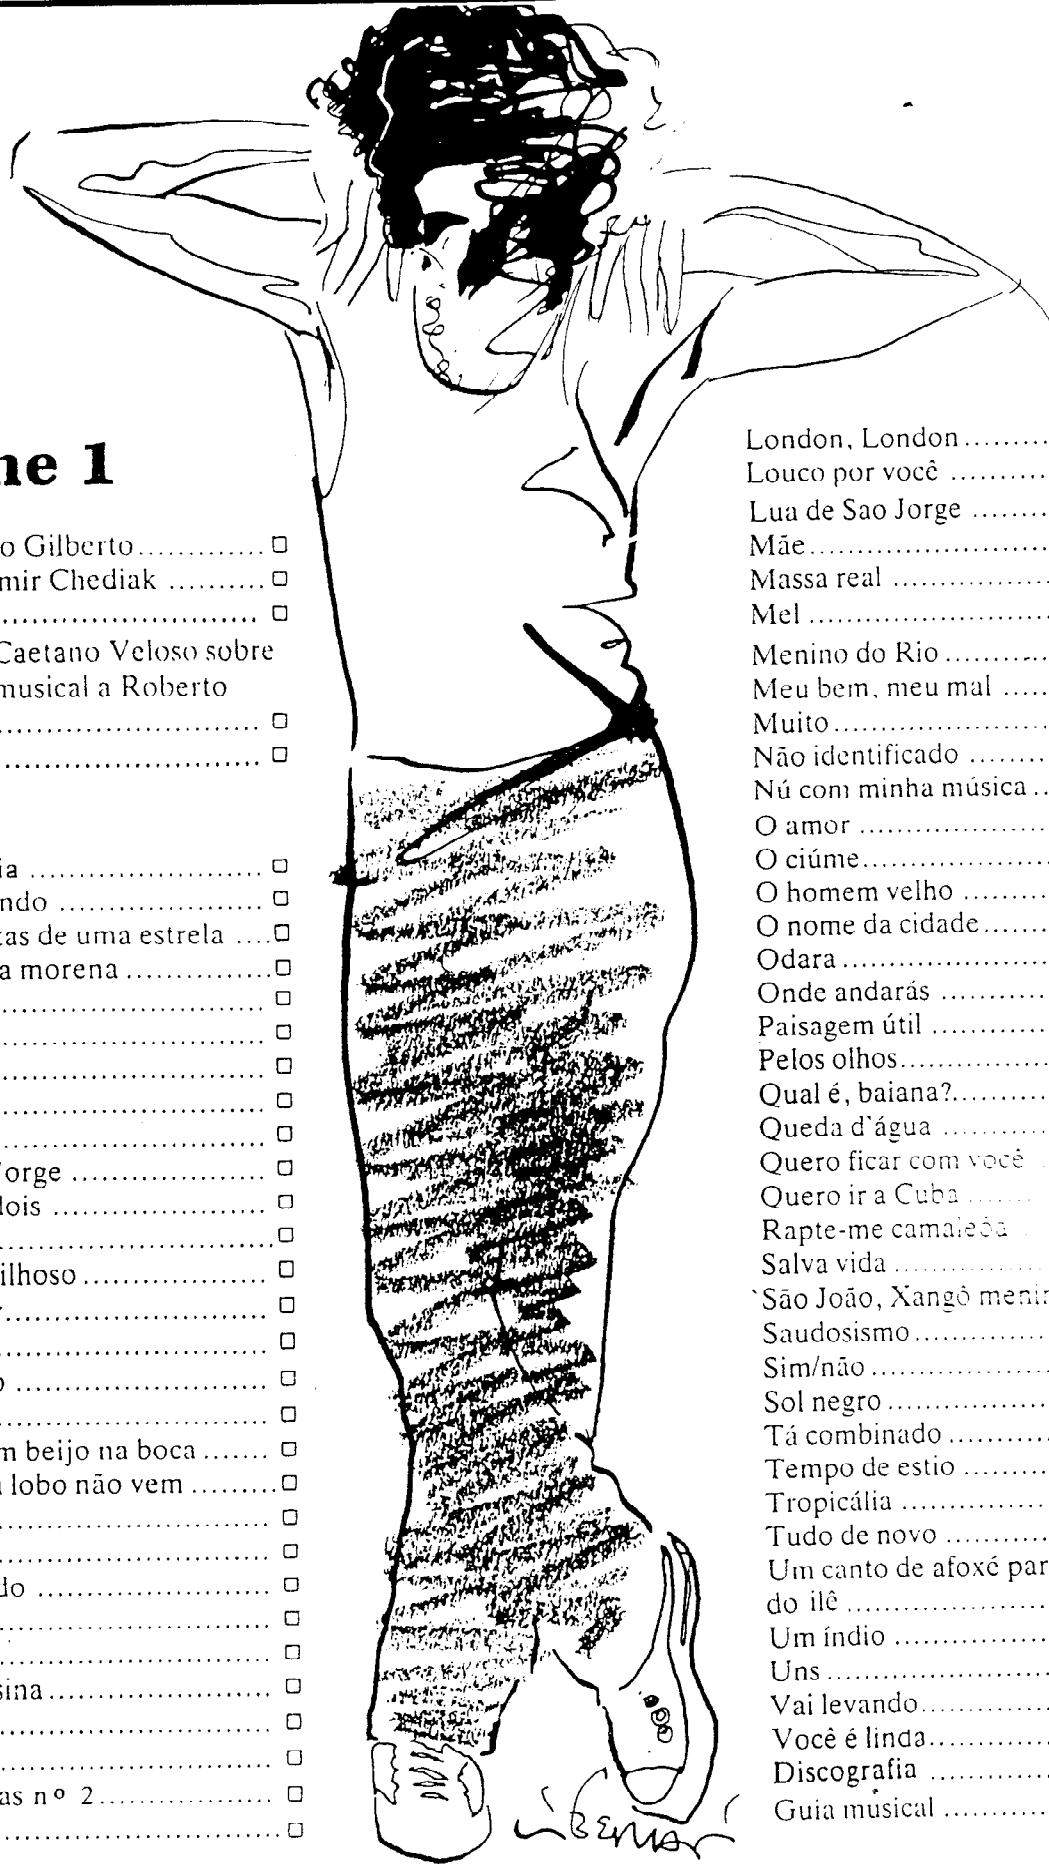 ne 1
o Gilberto.............
mir Chediak ..........
Caetano Veloso sobre
musical a Roberto
ia
ndo
tas de uma estrela ....
a morena
Jorge
dois
ilhoso
o
m beijo na boca
lobo não vem
do
sina
as nº 2
London, London
Louco por você
Lua de Sao Jorge
Mãe
Massa real
Mel
Menino do Rio
Meu bem, meu mal
Muito
Não identificado
Nú com minha música
O amor
O ciúme
O homem velho
O nome da cidade
Odara
Onde andarás
Paisagem útil
Pelos olhos
Qual é, baiana?
Queda d'água
Quero ficar com você
Quero ir a Cuba
Rapte-me camaleoa
Salva vida
São João, Xangô menin
Saudosismo
Sim/não
Sol negro
Tá combinado
Tempo de estio
Tropicália
Tudo de novo
Um canto de afoxé par
do ilê
Um índio
Uns
Vai levando
Você é linda
Discografia
Guia musical